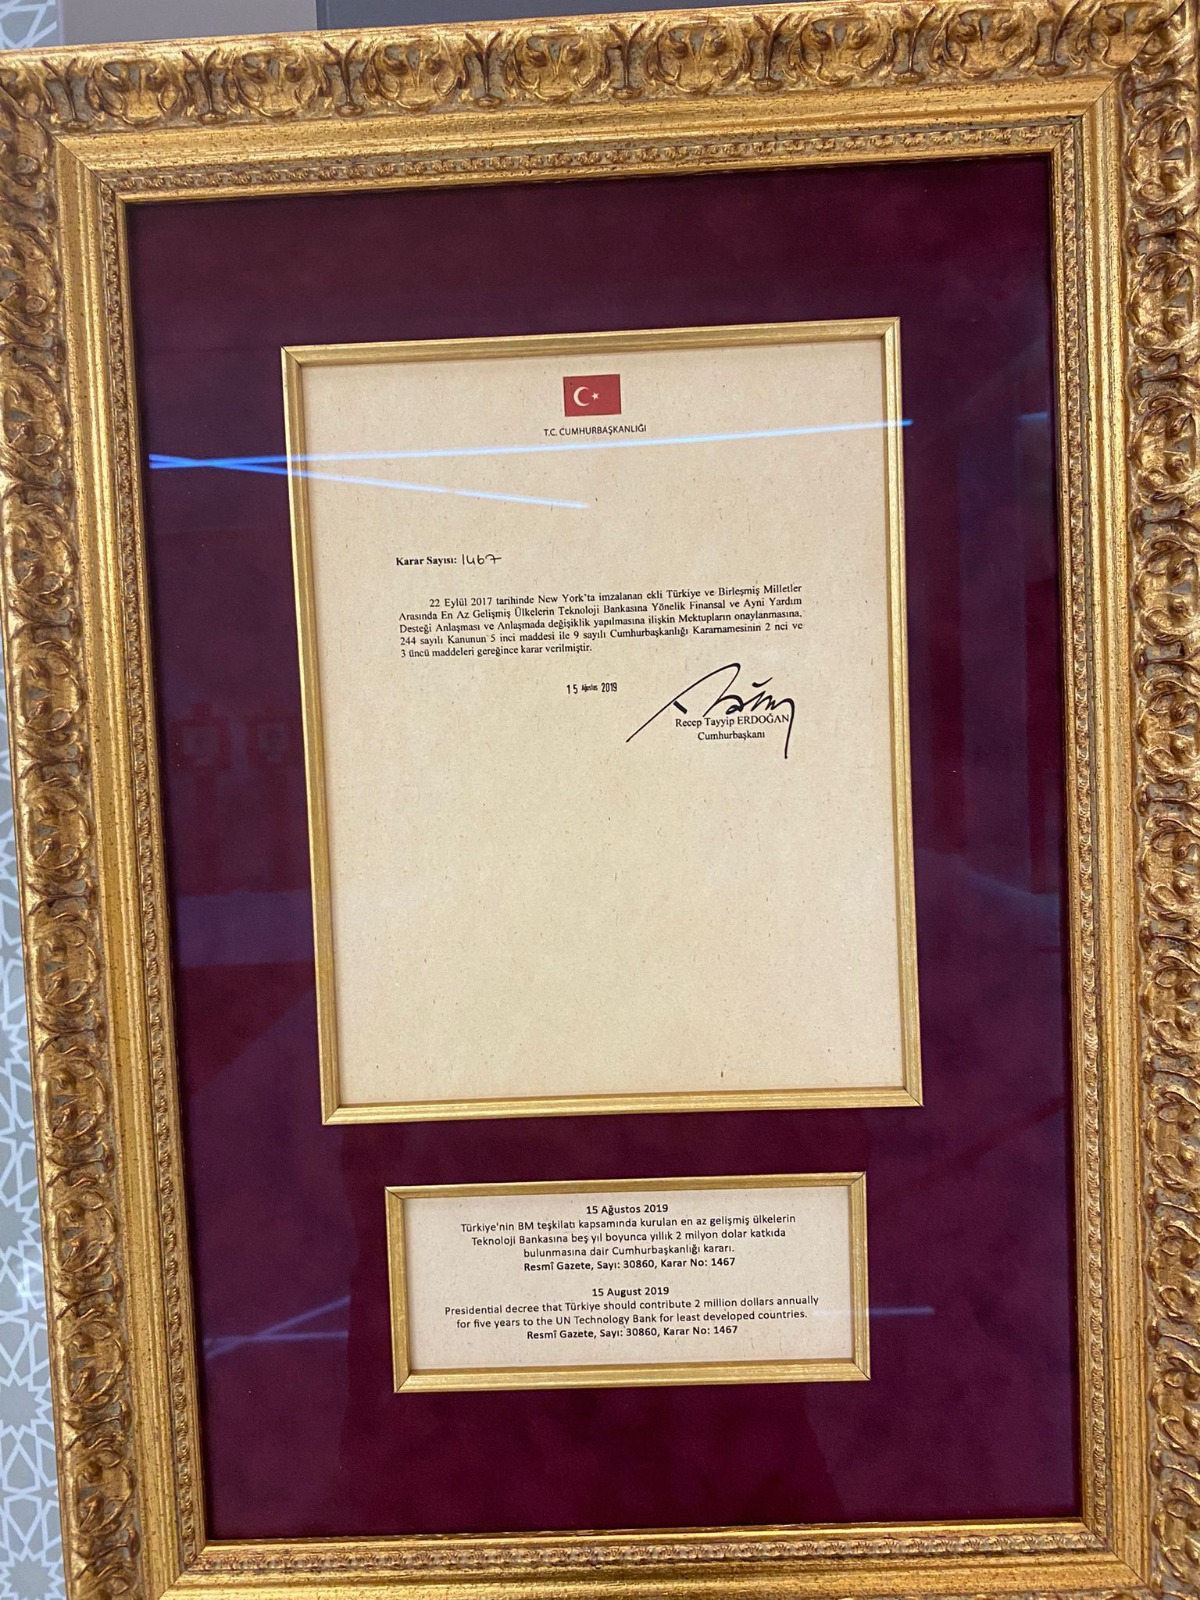 T.C. CUMHURBAŞKANLIĞI
Karar Sayısı: 1467
22 Eylül 2017 tarihinde New York'ta imzalanan ekli Türkiye ve Birleşmiş Milletler
Arasında En Az Gelişmiş Ülkelerin Teknoloji Bankasına Yönelik Finansal ve Ayni Yardım
Desteği Anlaşması ve Anlaşmada değişiklik yapılmasına ilişkin Mektupların onaylanmasına,
244 sayılı Kanunun 5 inci maddesi ile 9 sayılı Cumhurbaşkanlığı Kararnamesinin 2 nci ve
3 üncü maddeleri gereğince karar verilmiştir.
15 Ağustos 2019
Recep Tayyip ERDOĞAN
Cumhurbaşkanı
15 Ağustos 2019
Türkiye'nin BM teşkilatı kapsamında kurulan en az gelişmiş ülkelerin
Teknoloji Bankasına beş yıl boyunca yıllık 2 milyon dolar katkıda
bulunmasına dair Cumhurbaşkanlığı kararı.
Resmî Gazete, Sayı: 30860, Karar No: 1467
15 August 2019
Presidential decree that Türkiye should contribute 2 million dollars annually
for five years to the UN Technology Bank for least developed countries.
Resmî Gazete, Sayı: 30860, Karar No: 1467